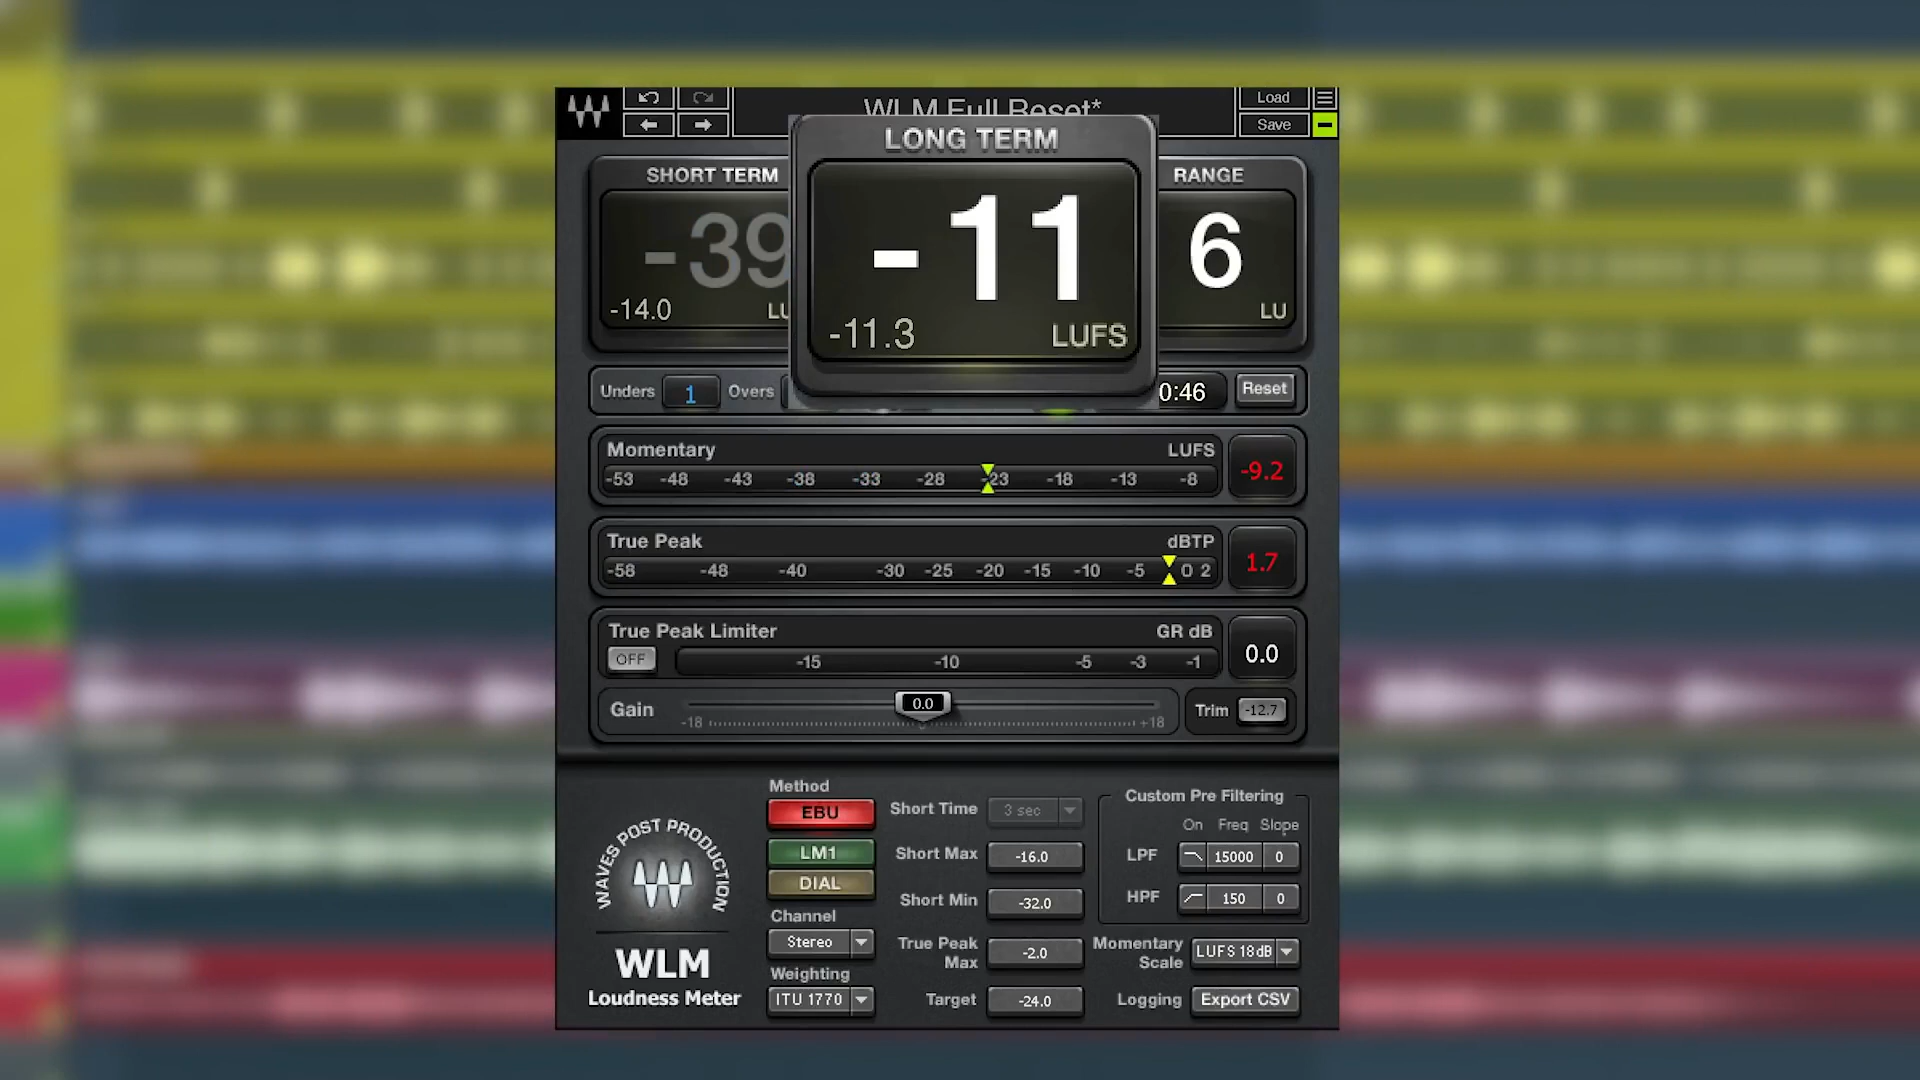 WLM Full Reset*
Load
Save
SHORT TERM
-39
-14.0
LONG TERM
-11
-11.3 LUFS
RANGE
6
LU
Unders 1 Overs
0:46 Reset
Momentary LUFS
-53 -48 -43 -38 -33 -28 -23 -18 -13 -8
-9.2
True Peak dBTP
-58 -48 -40 -30 -25 -20 -15 -10 -5 0 2
1.7
True Peak Limiter GR dB
OFF -15 -10 -5 -3 -1
0.0
Gain -18 0.0 +18
Trim -12.7
WAVES POST PRODUCTION
WLM
Loudness Meter
Method
EBU
LM1
DIAL
Channel
Stereo
Weighting
ITU 1770
Short Time 3 sec
Short Max -16.0
Short Min -32.0
True Peak Max -2.0
Target -24.0
Custom Pre Filtering
On Freq Slope
LPF 15000 0
HPF 150 0
Momentary Scale LUFS 18dB
Logging Export CSV